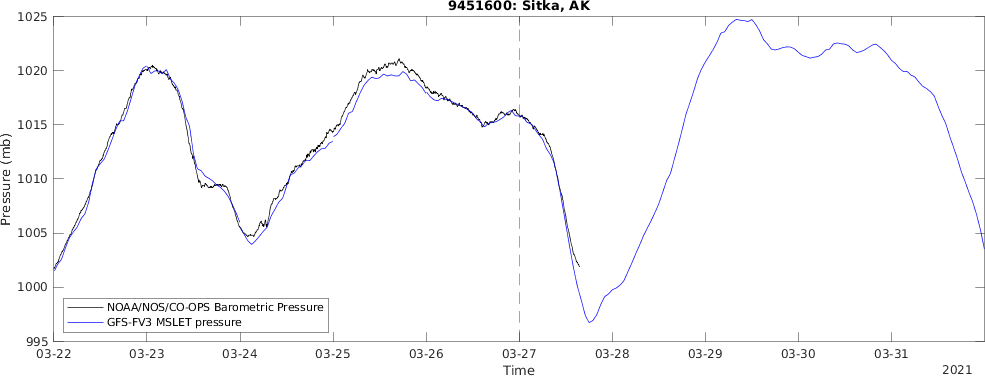 9451600: Sitka, AK
Pressure (mb)
1025
1020
1015
1010
1005
1000
995
NOAA/NOS/CO-OPS Barometric Pressure
GFS-FV3 MSLET pressure
03-22 03-23 03-24 03-25 03-26 03-27 03-28 03-29 03-30 03-31
Time
2021